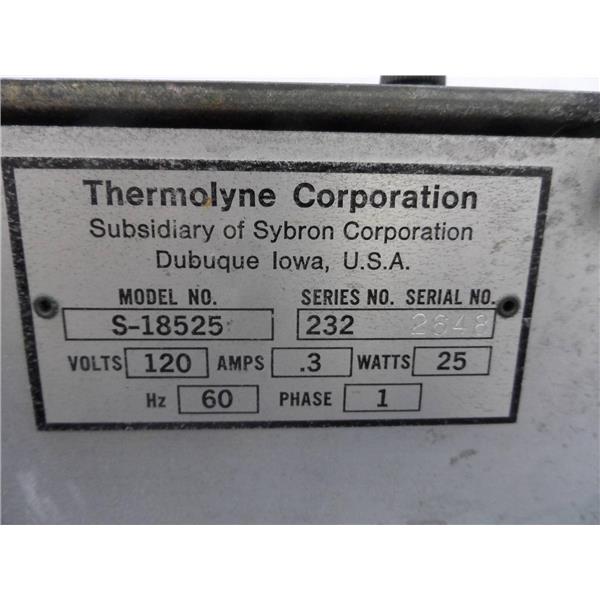 Thermolyne Corporation
Subsidiary of Sybron Corporation
Dubuque Iowa, U.S.A.
MODEL NO. SERIES NO. SERIAL NO.
S-18525 232 2648
VOLTS 120 AMPS .3 WATTS 25
Hz 60 PHASE 1